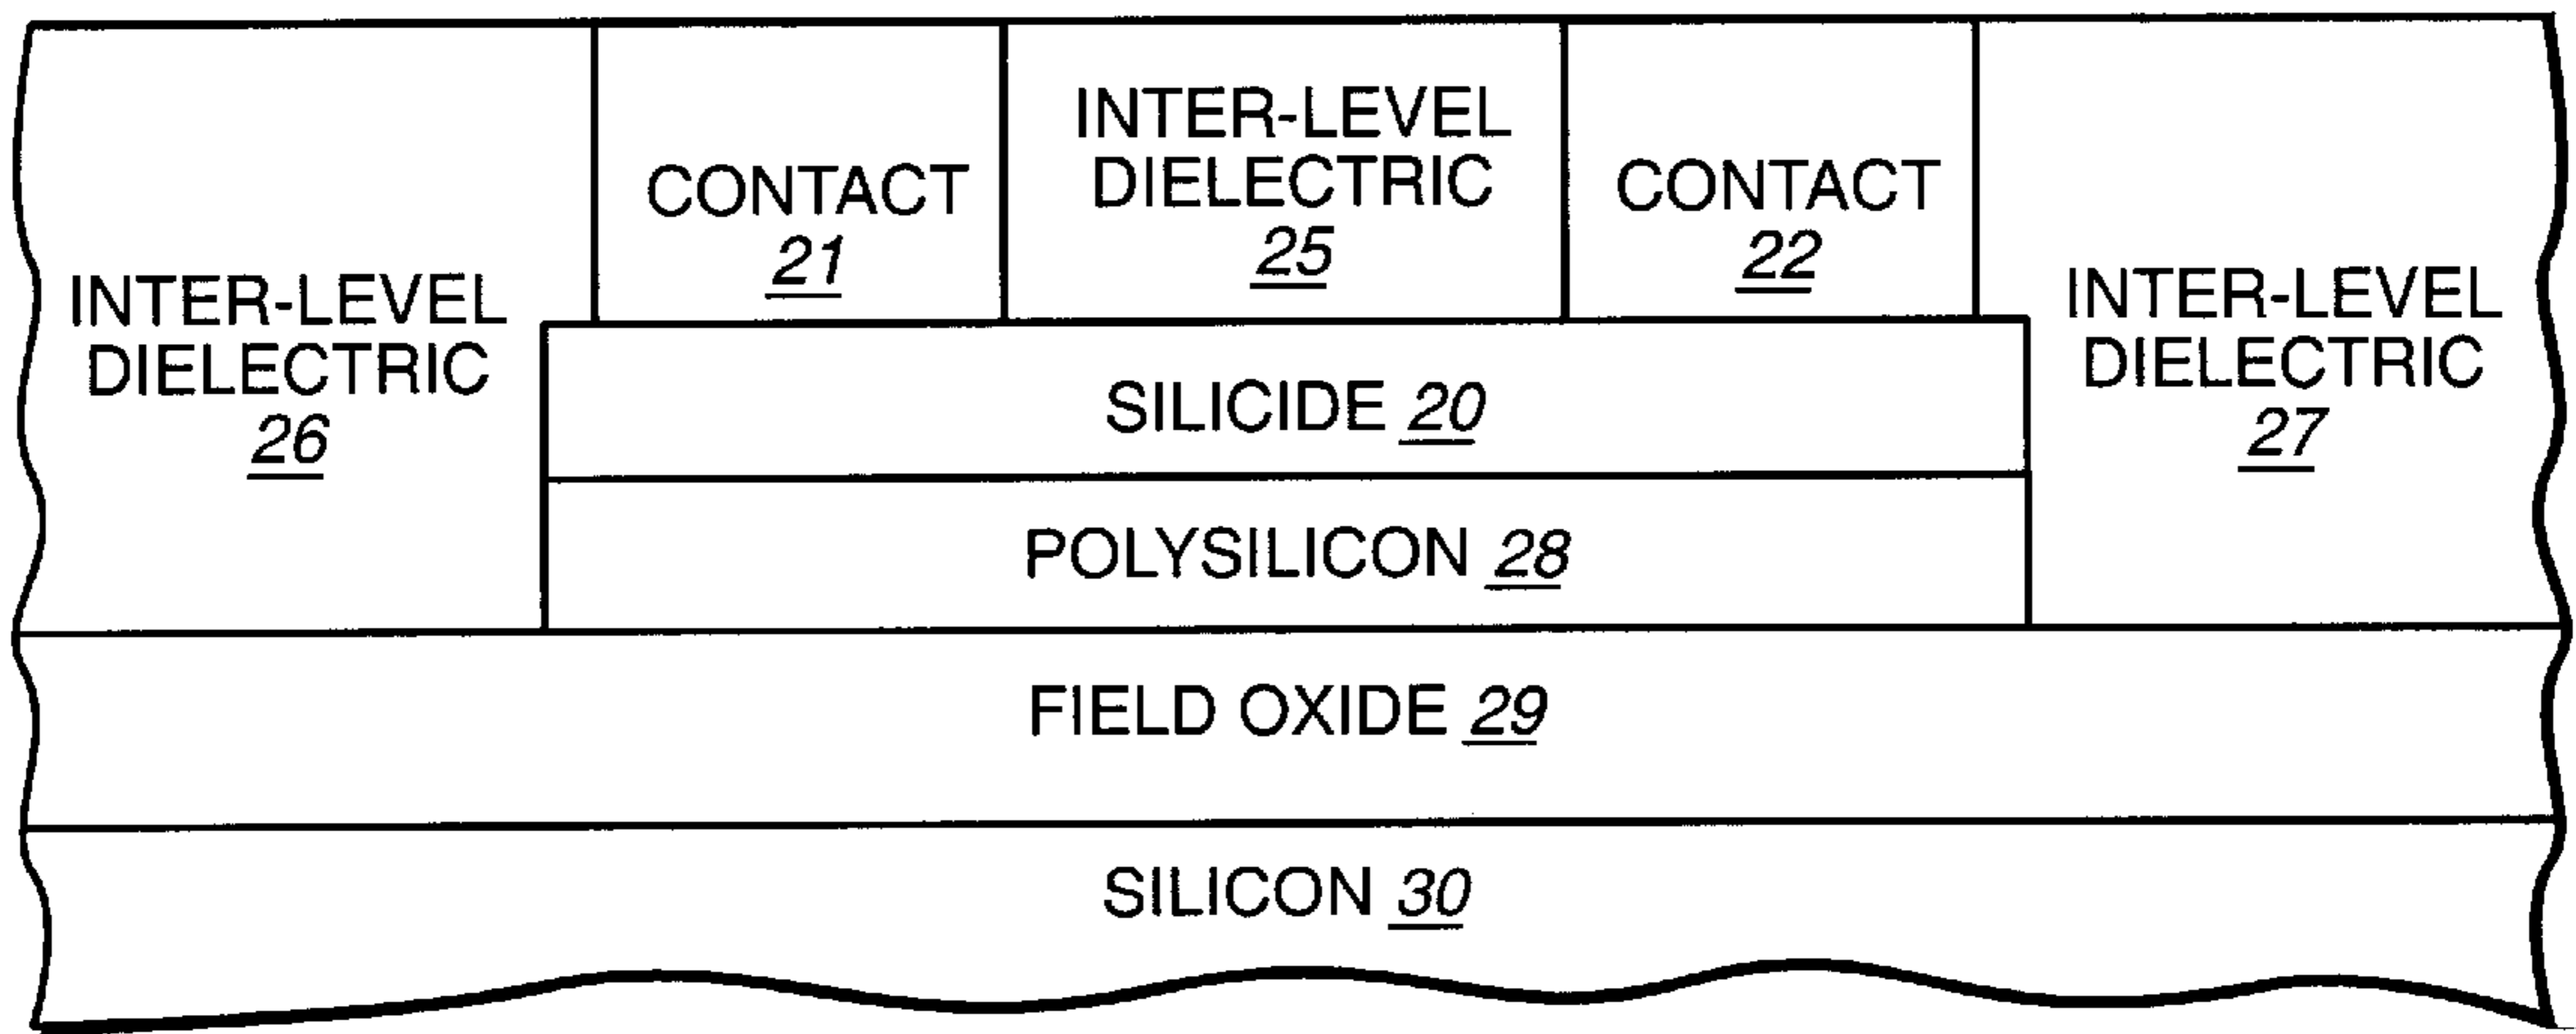 INTER-LEVEL
DIELECTRIC
26
CONTACT
21
INTER-LEVEL
DIELECTRIC
25
CONTACT
22
INTER-LEVEL
DIELECTRIC
27
SILICIDE 20
POLYSILICON 28
FIELD OXIDE 29
SILICON 30